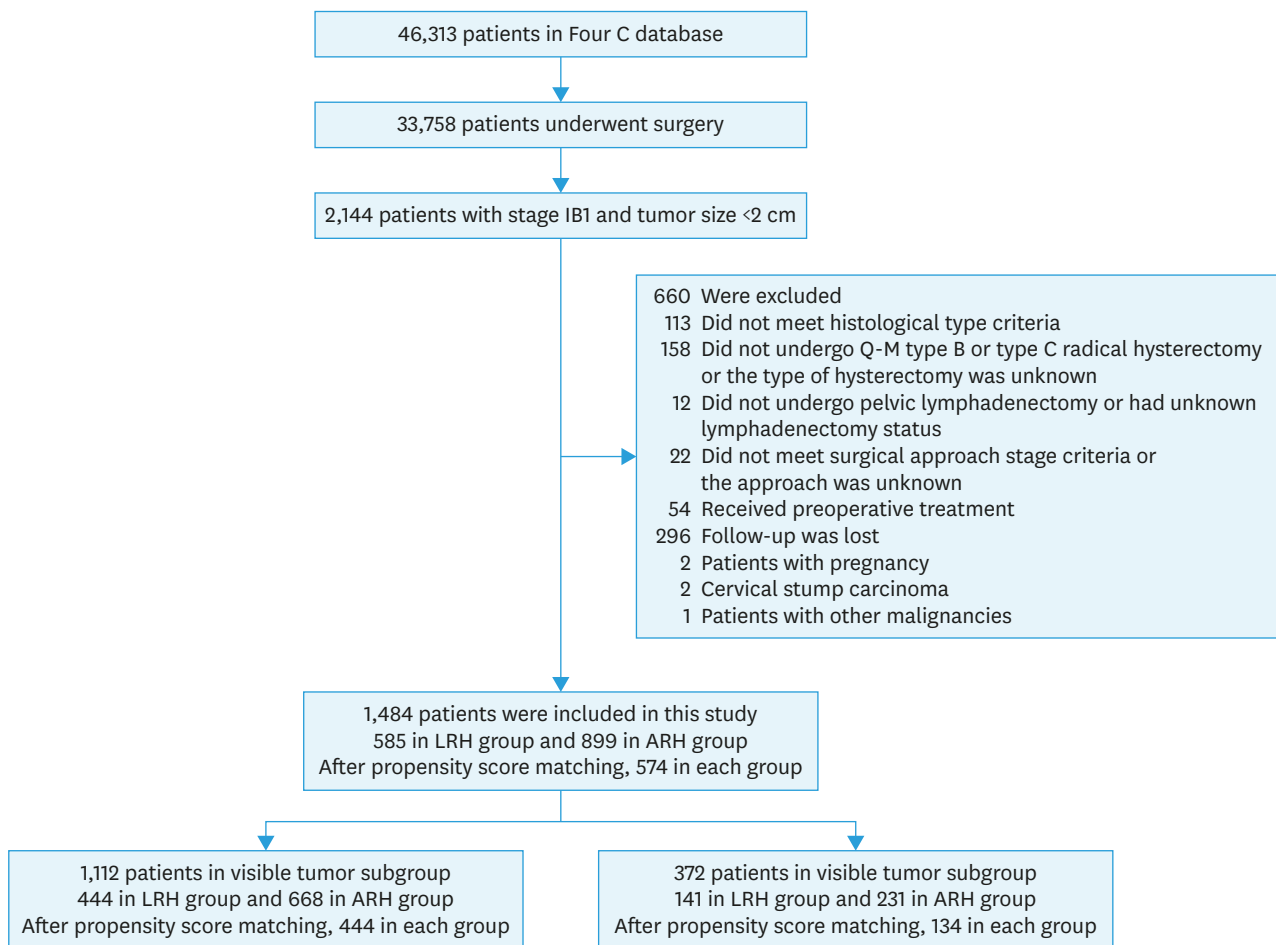 46,313 patients in Four C database
33,758 patients underwent surgery
2,144 patients with stage IB1 and tumor size <2 cm
660 Were excluded
113 Did not meet histological type criteria
158 Did not undergo Q-M type B or type C radical hysterectomy
or the type of hysterectomy was unknown
12 Did not undergo pelvic lymphadenectomy or had unknown
lymphadenectomy status
22 Did not meet surgical approach stage criteria or
the approach was unknown
54 Received preoperative treatment
296 Follow-up was lost
2 Patients with pregnancy
2 Cervical stump carcinoma
1 Patients with other malignancies
1,484 patients were included in this study
585 in LRH group and 899 in ARH group
After propensity score matching, 574 in each group
1,112 patients in visible tumor subgroup
444 in LRH group and 668 in ARH group
After propensity score matching, 444 in each group
372 patients in visible tumor subgroup
141 in LRH group and 231 in ARH group
After propensity score matching, 134 in each group